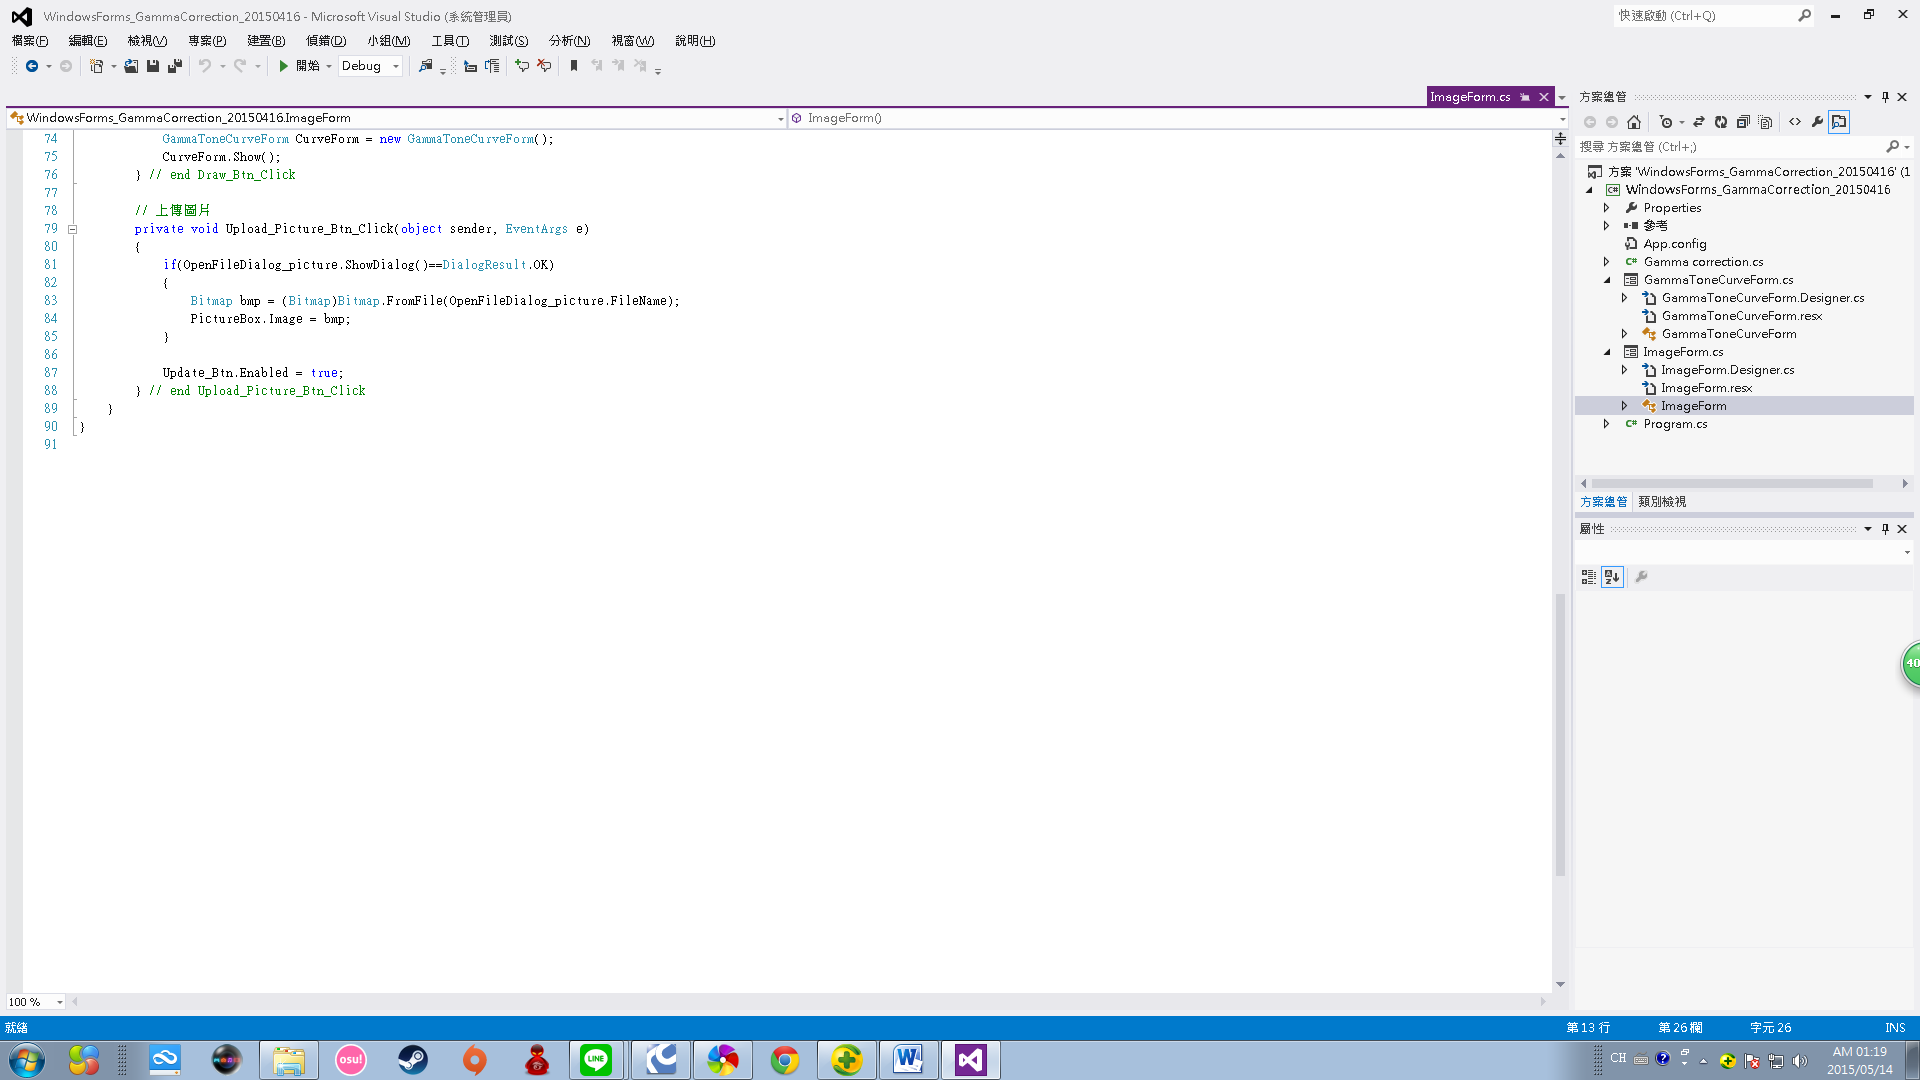 WindowsForms_GammaCorrection_20150416 - Microsoft Visual Studio (系統管理員)
快速啟動 (Ctrl+Q)
檔案(F) 編輯(E) 檢視(V) 專案(P) 建置(B) 偵錯(D) 小組(M) 工具(T) 測試(S) 分析(N) 視窗(W) 說明(H)
開始 Debug
ImageForm.cs
WindowsForms_GammaCorrection_20150416.ImageForm
ImageForm()
74 GammaToneCurveForm CurveForm = new GammaToneCurveForm();
75 CurveForm.Show();
76 } // end Draw_Btn_Click
77
78 // 上傳圖片
79 private void Upload_Picture_Btn_Click(object sender, EventArgs e)
80 {
81 if(OpenFileDialog_picture.ShowDialog()==DialogResult.OK)
82 {
83 Bitmap bmp = (Bitmap)Bitmap.FromFile(OpenFileDialog_picture.FileName);
84 PictureBox.Image = bmp;
85 }
86
87 Update_Btn.Enabled = true;
88 } // end Upload_Picture_Btn_Click
89 }
90 }
91
100 %
方案總管
搜尋 方案總管 (Ctrl+;)
方案 'WindowsForms_GammaCorrection_20150416' (1
C# WindowsForms_GammaCorrection_20150416
Properties
參考
App.config
C# Gamma correction.cs
GammaToneCurveForm.cs
GammaToneCurveForm.Designer.cs
GammaToneCurveForm.resx
GammaToneCurveForm
ImageForm.cs
ImageForm.Designer.cs
ImageForm.resx
ImageForm
C# Program.cs
方案總管 類別檢視
屬性
40
就緒
第 13 行 第 26 欄 字元 26 INS
osu!
LINE
CH
AM 01:19
2015/05/14